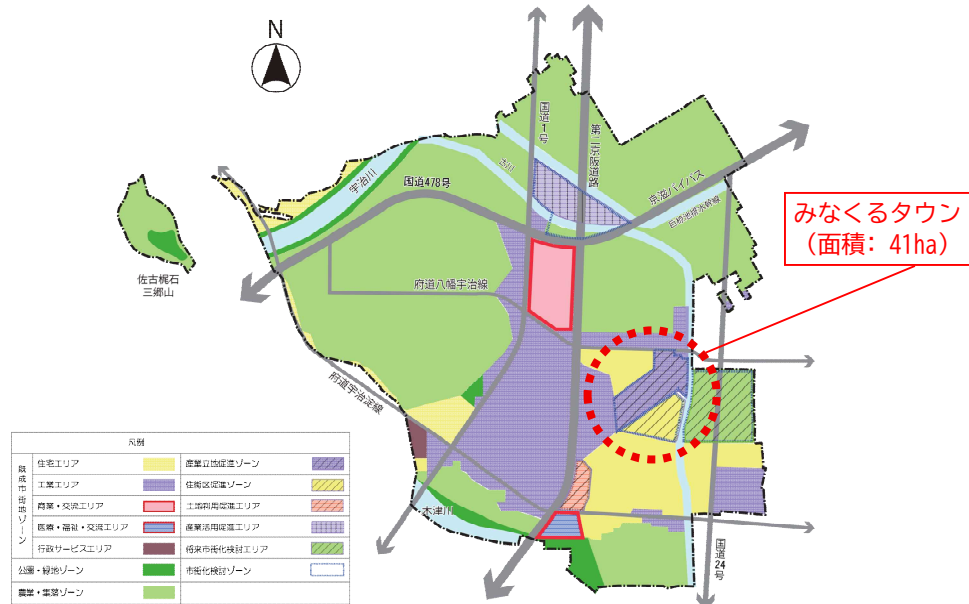 N
国道1号
第二京阪道路
宇治川
国道478号
古川
京滋バイパス
巨椋池排水幹線
みなくるタウン
(面積: 41ha)
佐古梶石
三郷山
府道八幡宇治線
府道宇治淀線
木津川
国道24号
凡例
既成市街地ゾーン
住宅エリア
産業立地促進ゾーン
工業エリア
住街区促進ゾーン
商業・交流エリア
土地利用促進エリア
医療・福祉・交流エリア
産業活用促進エリア
行政サービスエリア
将来市街化検討エリア
公園・緑地ゾーン
市街化検討ゾーン
農業・集落ゾーン